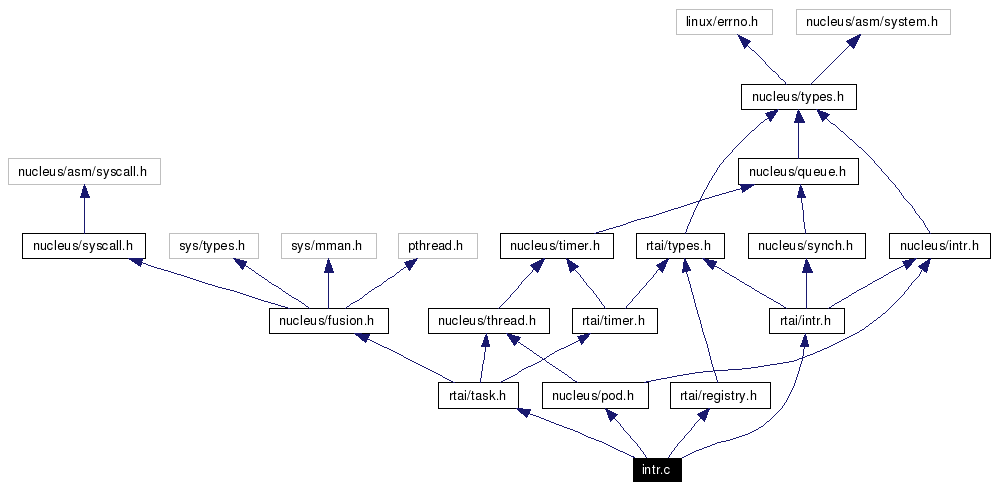 linux/errno.h
nucleus/asm/system.h
nucleus/types.h
nucleus/asm/syscall.h
nucleus/queue.h
nucleus/syscall.h
sys/types.h
sys/mman.h
pthread.h
nucleus/timer.h
rtai/types.h
nucleus/synch.h
nucleus/intr.h
nucleus/fusion.h
nucleus/thread.h
rtai/timer.h
rtai/intr.h
rtai/task.h
nucleus/pod.h
rtai/registry.h
intr.c